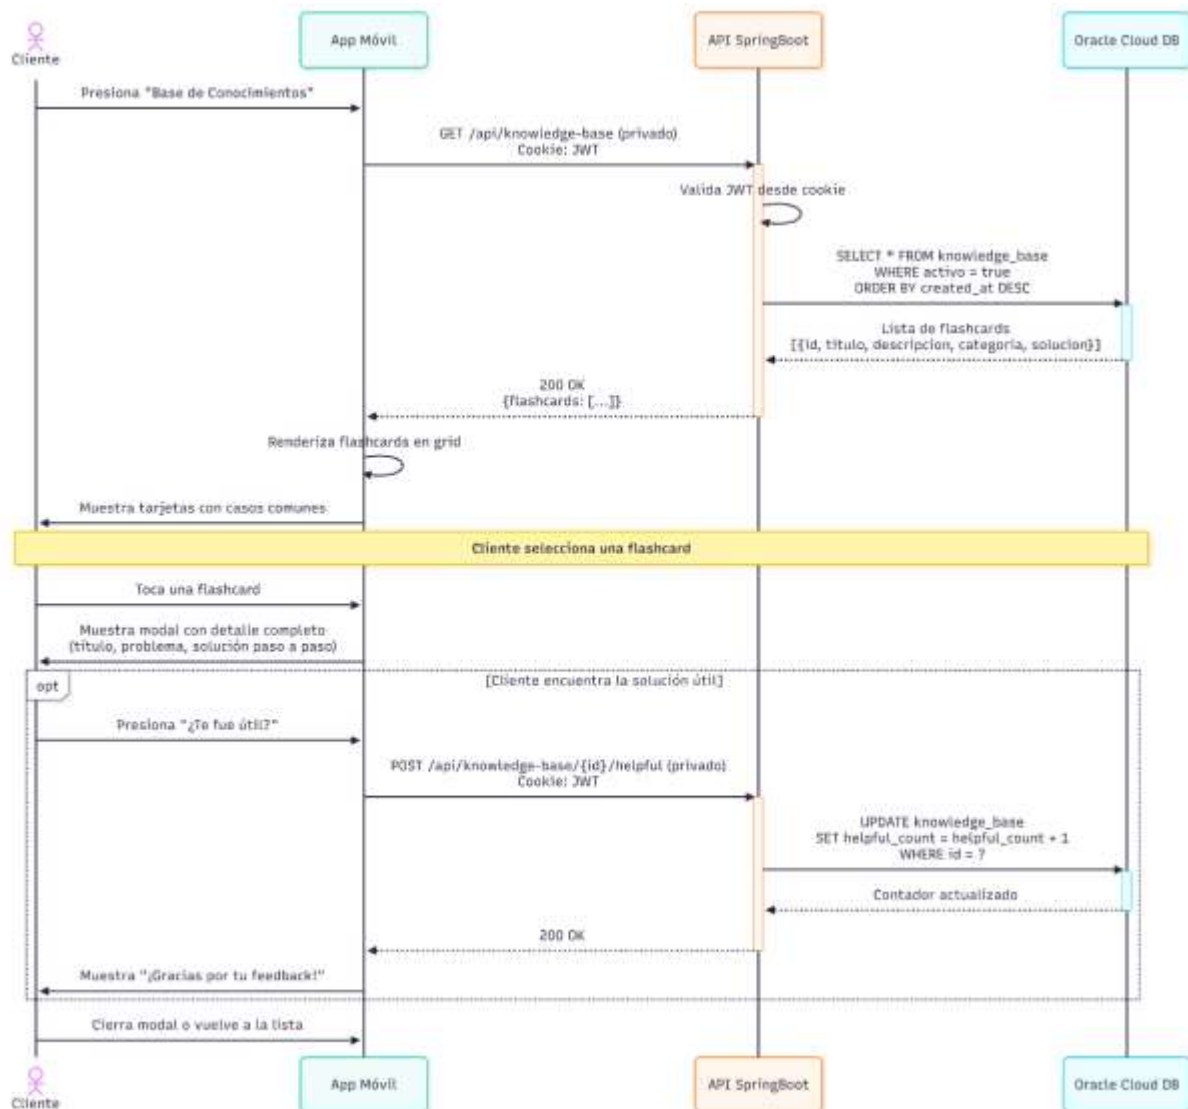 Cliente
App Móvil
API SpringBoot
Oracle Cloud DB
Presiona "Base de Conocimientos"
GET /api/knowledge-base (privado)
Cookie: JWT
Valida JWT desde cookie
SELECT * FROM knowledge_base
WHERE activo = true
ORDER BY created_at DESC
Lista de flashcards
[{id, titulo, descripcion, categoria, solucion}]
200 OK
{flashcards: [...]}
Renderiza flashcards en grid
Muestra tarjetas con casos comunes
Cliente selecciona una flashcard
Toca una flashcard
Muestra modal con detalle completo
(título, problema, solución paso a paso)
opt
[Cliente encuentra la solución útil]
Presiona "¿Te fue útil?"
POST /api/knowledge-base/{id}/helpful (privado)
Cookie: JWT
UPDATE knowledge_base
SET helpful_count = helpful_count + 1
WHERE id = ?
Contador actualizado
200 OK
Muestra "¡Gracias por tu feedback!"
Cierra modal o vuelve a la lista
Cliente
App Móvil
API SpringBoot
Oracle Cloud DB